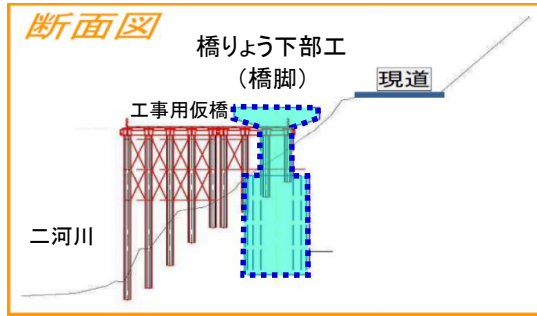 断面図
橋りょう下部工
（橋脚）
現道
工事用仮橋
二河川